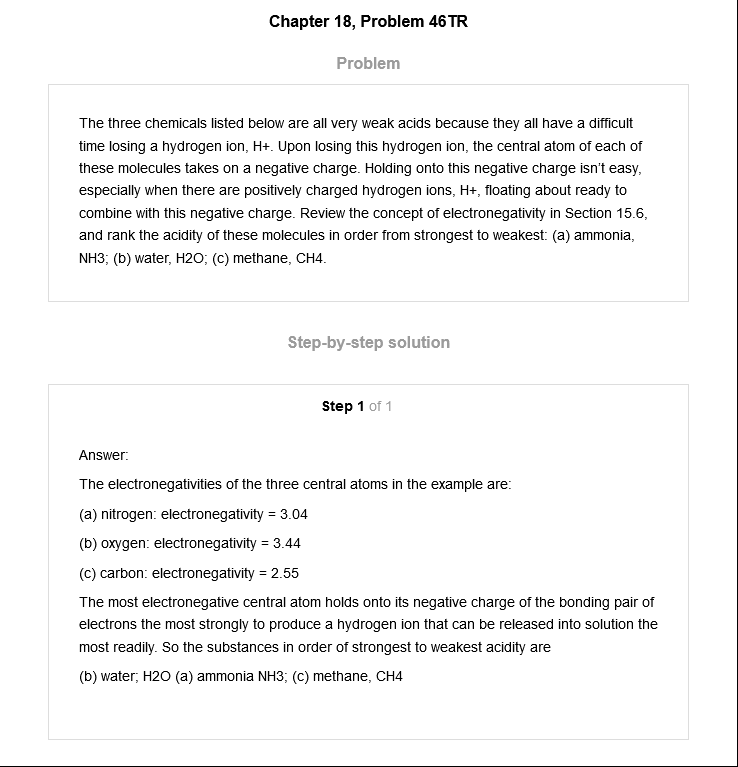 Chapter 18, Problem 46TR
Problem
The three chemicals listed below are all very weak acids because they all have a difficult
time losing a hydrogen ion, H+. Upon losing this hydrogen ion, the central atom of each of
these molecules takes on a negative charge. Holding onto this negative charge isn't easy,
especially when there are positively charged hydrogen ions, H+, floating about ready to
combine with this negative charge. Review the concept of electronegativity in Section 15.6,
and rank the acidity of these molecules in order from strongest to weakest: (a) ammonia,
NH3; (b) water, H2O; (c) methane, CH4.
Step-by-step solution
Step 1 of 1
Answer:
The electronegativities of the three central atoms in the example are:
(a) nitrogen: electronegativity = 3.04
(b) oxygen: electronegativity = 3.44
(c) carbon: electronegativity = 2.55
The most electronegative central atom holds onto its negative charge of the bonding pair of
electrons the most strongly to produce a hydrogen ion that can be released into solution the
most readily. So the substances in order of strongest to weakest acidity are
(b) water; H2O (a) ammonia NH3; (c) methane, CH4